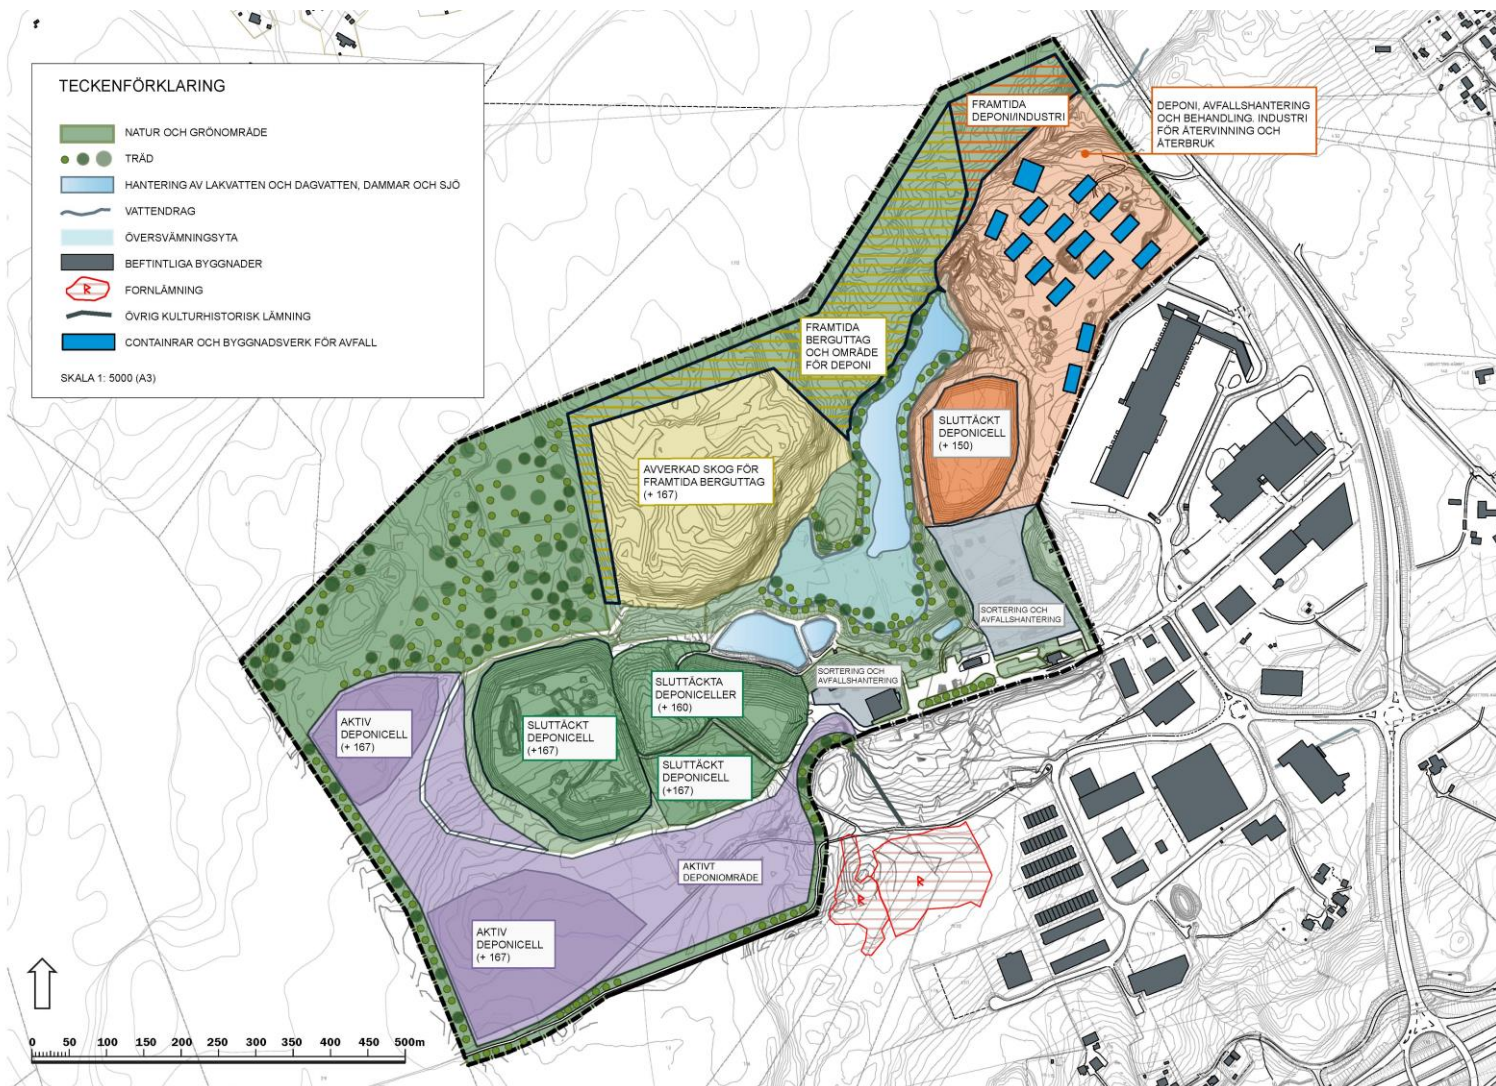 TECKENFÖRKLARING
NATUR OCH GRÖNOMRÅDE
TRÄD
HANTERING AV LAKVATTEN OCH DAGVATTEN, DAMMAR OCH SJÖ
VATTENDRAG
ÖVERSVÄMNINGSYTA
BEFTINTLIGA BYGGNADER
R
FORNLÄMNING
ÖVRIG KULTURHISTORISK LÄMNING
CONTAINRAR OCH BYGGNADSVERK FÖR AVFALL
SKALA 1: 5000 (A3)
FRAMTIDA
DEPONI/INDUSTRI
DEPONI, AVFALLSHANTERING
OCH BEHANDLING. INDUSTRI
FÖR ÅTERVINNING OCH
ÅTERBRUK
FRAMTIDA
BERGUTTAG
OCH OMRÅDE
FÖR DEPONI
SLUTTÄCKT
DEPONICELL
(+ 150)
AVVERKAD SKOG FÖR
FRAMTIDA BERGUTTAG
(+ 167)
SORTERING OCH
AVFALLSHANTERING
SORTERING OCH
AVFALLSHANTERING
SLUTTÄCKTA
DEPONICELLER
(+ 160)
AKTIV
DEPONICELL
(+ 167)
SLUTTÄCKT
DEPONICELL
(+167)
SLUTTÄCKT
DEPONICELL
(+167)
AKTIVT
DEPONIOMRÅDE
R
R
AKTIV
DEPONICELL
(+ 167)
0 50 100 150 200 250 300 350 400 450 500m